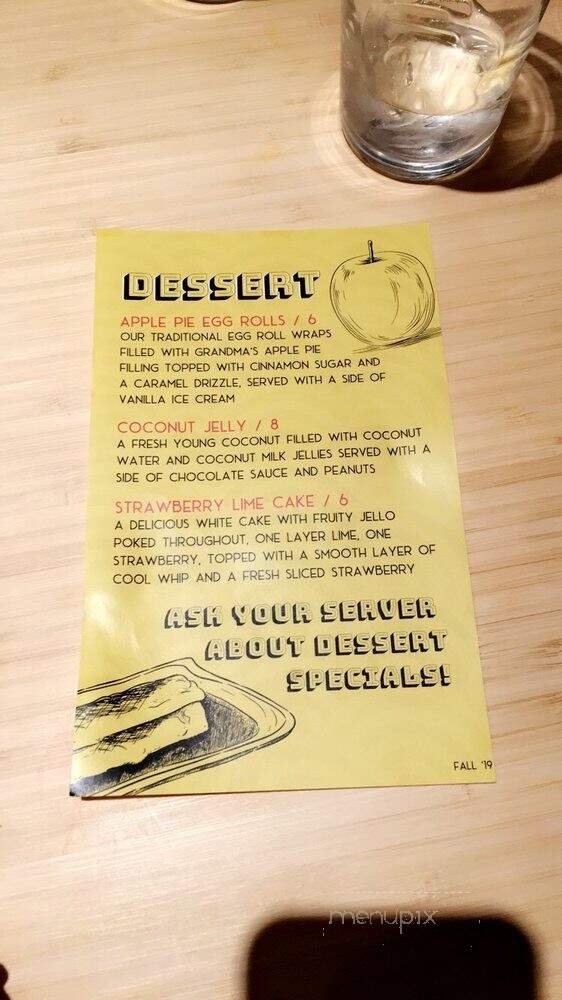 DESSERT
APPLE PIE EGG ROLLS / 6
OUR TRADITIONAL EGG ROLL WRAPS
FILLED WITH GRANDMA'S APPLE PIE
FILLING TOPPED WITH CINNAMON SUGAR AND
A CARAMEL DRIZZLE, SERVED WITH A SIDE OF
VANILLA ICE CREAM
COCONUT JELLY / 8
A FRESH YOUNG COCONUT FILLED WITH COCONUT
WATER AND COCONUT MILK JELLIES SERVED WITH A
SIDE OF CHOCOLATE SAUCE AND PEANUTS
STRAWBERRY LIME CAKE / 6
A DELICIOUS WHITE CAKE WITH FRUITY JELLO
POKED THROUGHOUT, ONE LAYER LIME, ONE
STRAWBERRY, TOPPED WITH A SMOOTH LAYER OF
COOL WHIP AND A FRESH SLICED STRAWBERRY
ASK YOUR SERVER
ABOUT DESSERT
SPECIALS!
FALL '19
menupix